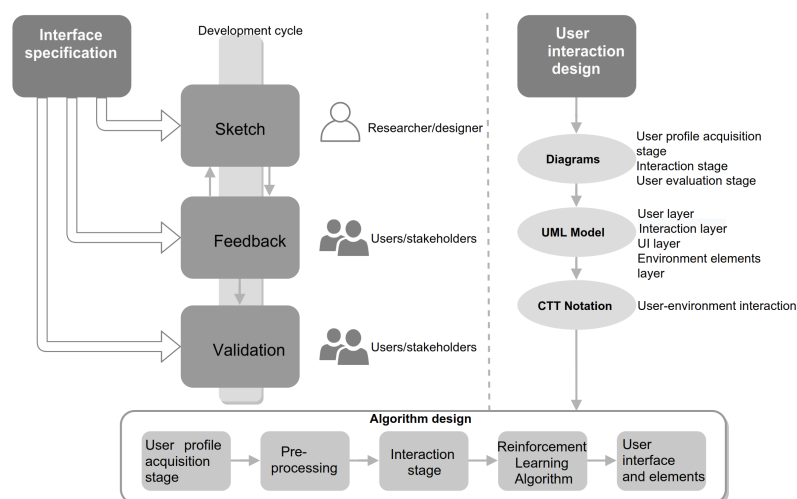 Interface
specification
Development cycle
Sketch
Researcher/designer
Feedback
Users/stakeholders
Validation
Users/stakeholders
User
interaction
design
Diagrams
User profile acquisition
stage
Interaction stage
User evaluation stage
UML Model
User layer
Interaction layer
UI layer
Environment elements
layer
CTT Notation
User-environment interaction
Algorithm design
User profile
acquisition
stage
Pre-
processing
Interaction
stage
Reinforcement
Learning
Algorithm
User
interface
and elements